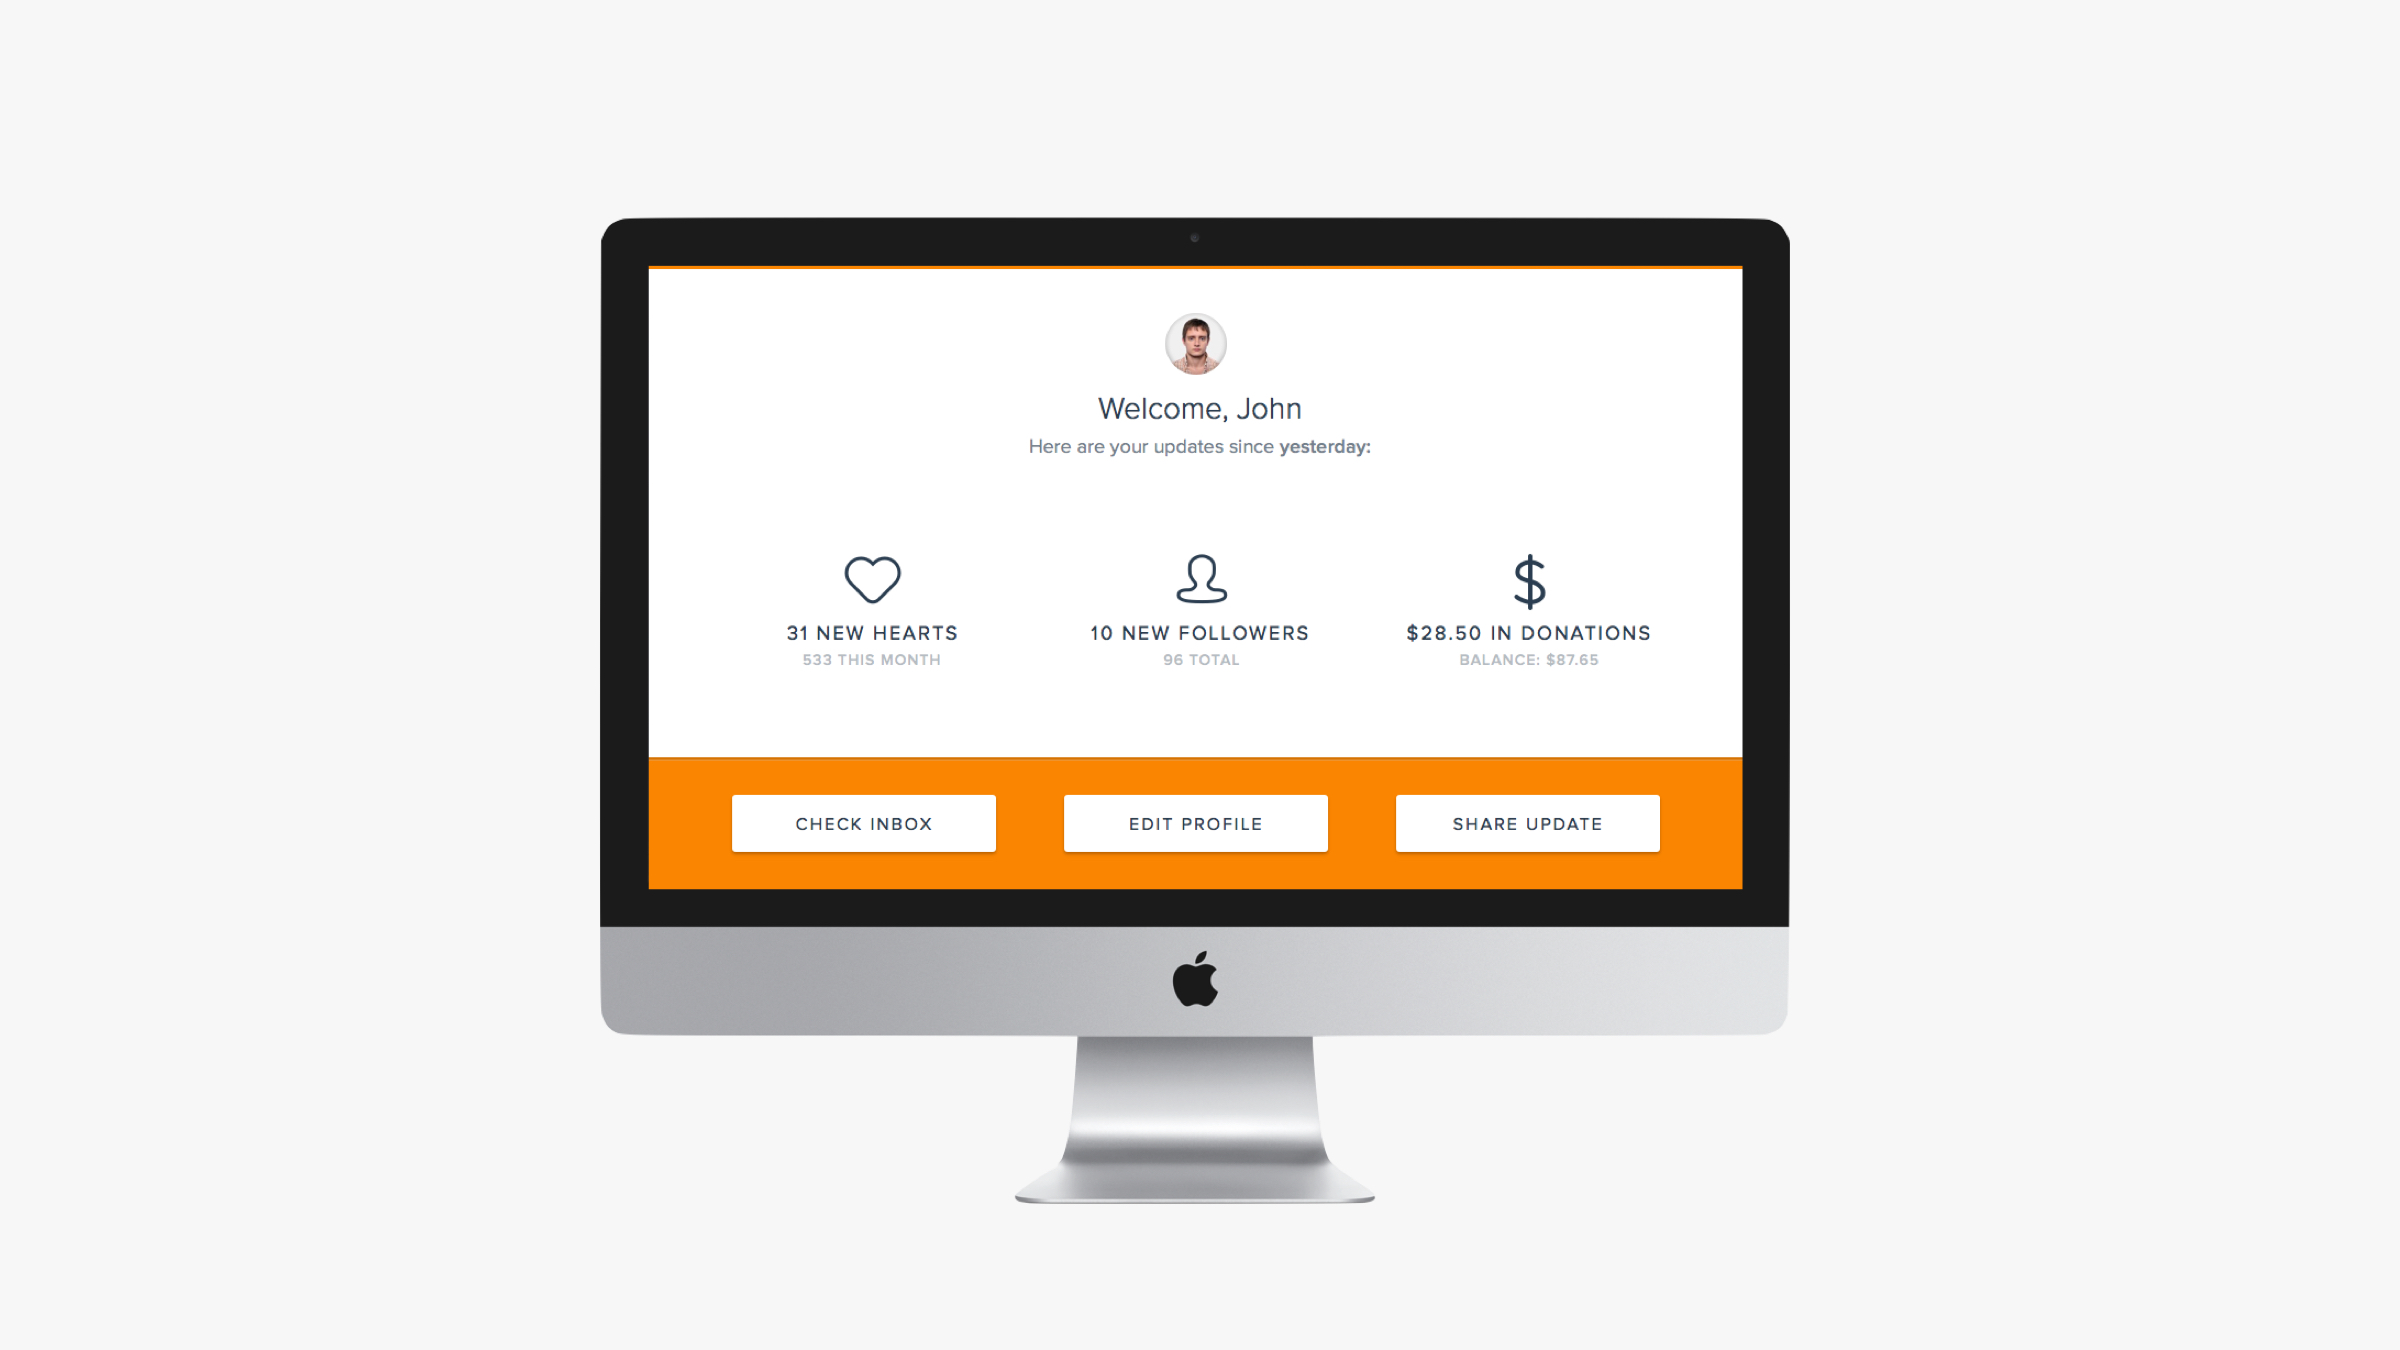 Welcome, John
Here are your updates since yesterday:
31 NEW HEARTS
533 THIS MONTH
10 NEW FOLLOWERS
96 TOTAL
$28.50 IN DONATIONS
BALANCE: $87.65
CHECK INBOX
EDIT PROFILE
SHARE UPDATE